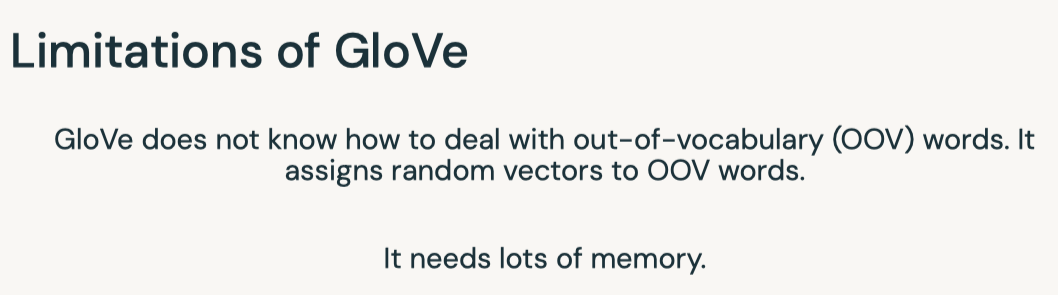 Limitations of GloVe
GloVe does not know how to deal with out-of-vocabulary (OOV) words. It
assigns random vectors to OOV words.
It needs lots of memory.